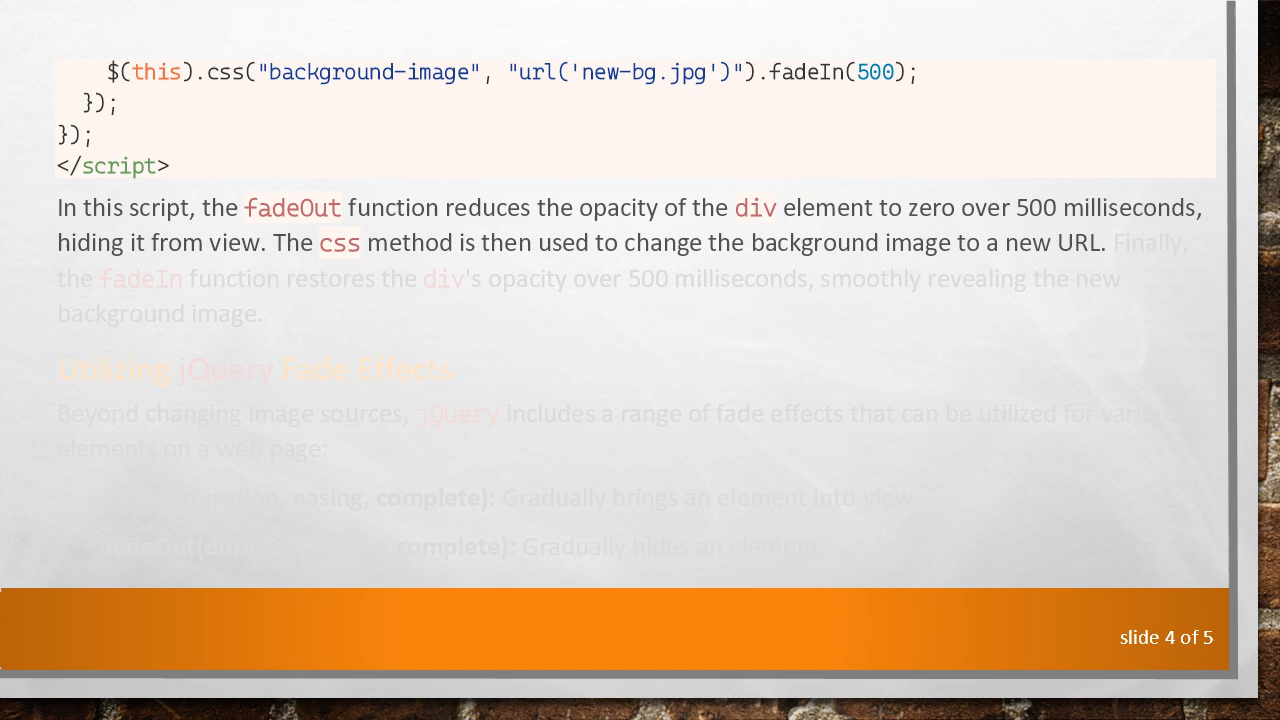 $(this).css("background-image", "url('new-bg.jpg')").fadeIn(500);
});
});
</script>
In this script, the fadeOut function reduces the opacity of the div element to zero over 500 milliseconds,
hiding it from view. The css method is then used to change the background image to a new URL. Finally,
the fadeIn function restores the div's opacity over 500 milliseconds, smoothly revealing the new
background image.
Utilizing jQuery Fade Effects
Beyond changing image sources, jQuery includes a range of fade effects that can be utilized for various
elements on a web page:
(duration, easing, complete): Gradually brings an element into view.
fadeOut( complete): Gradually hides an element.
slide 4 of 5